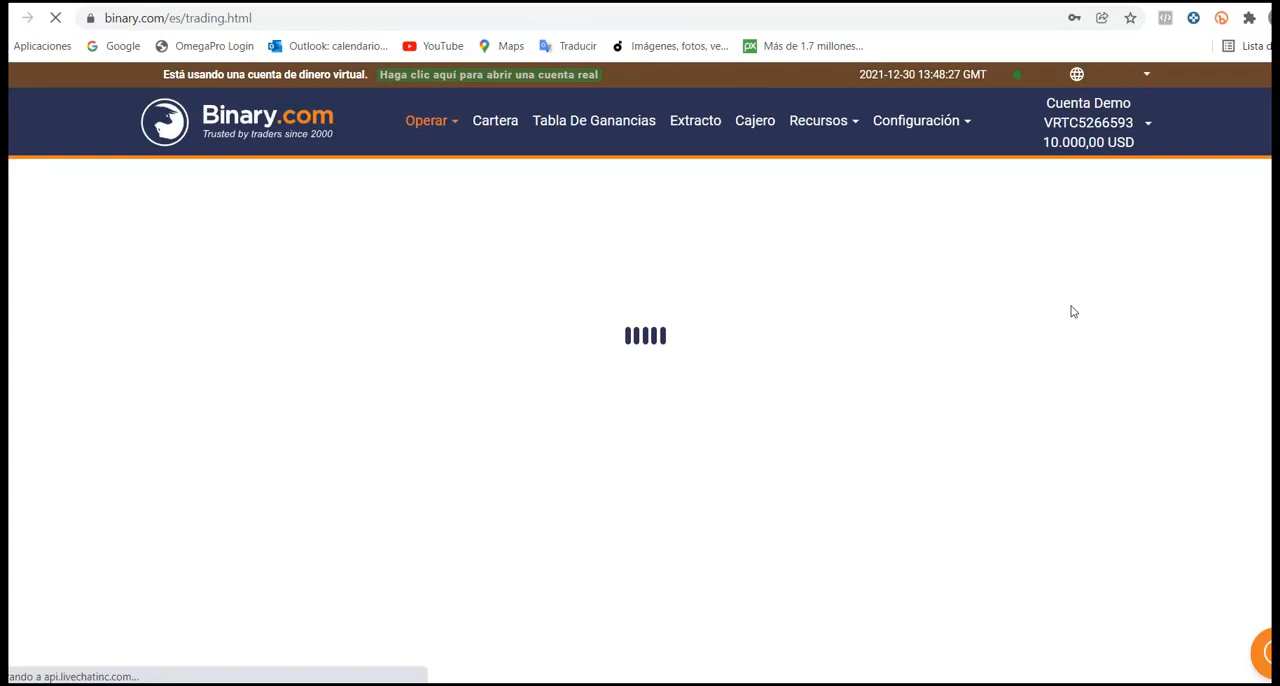 binary.com/es/trading.html
Aplicaciones Google OmegaPro Login Outlook: calendario... YouTube Maps Traducir Imágenes, fotos, ve... Más de 1.7 millones... Lista d
Está usando una cuenta de dinero virtual. Haga clic aquí para abrir una cuenta real 2021-12-30 13:48:27 GMT
Binary.com
Trusted by traders since 2000
Operar Cartera Tabla De Ganancias Extracto Cajero Recursos Configuración
Cuenta Demo
VRTC5266593
10.000,00 USD
ando a api.livechatinc.com...